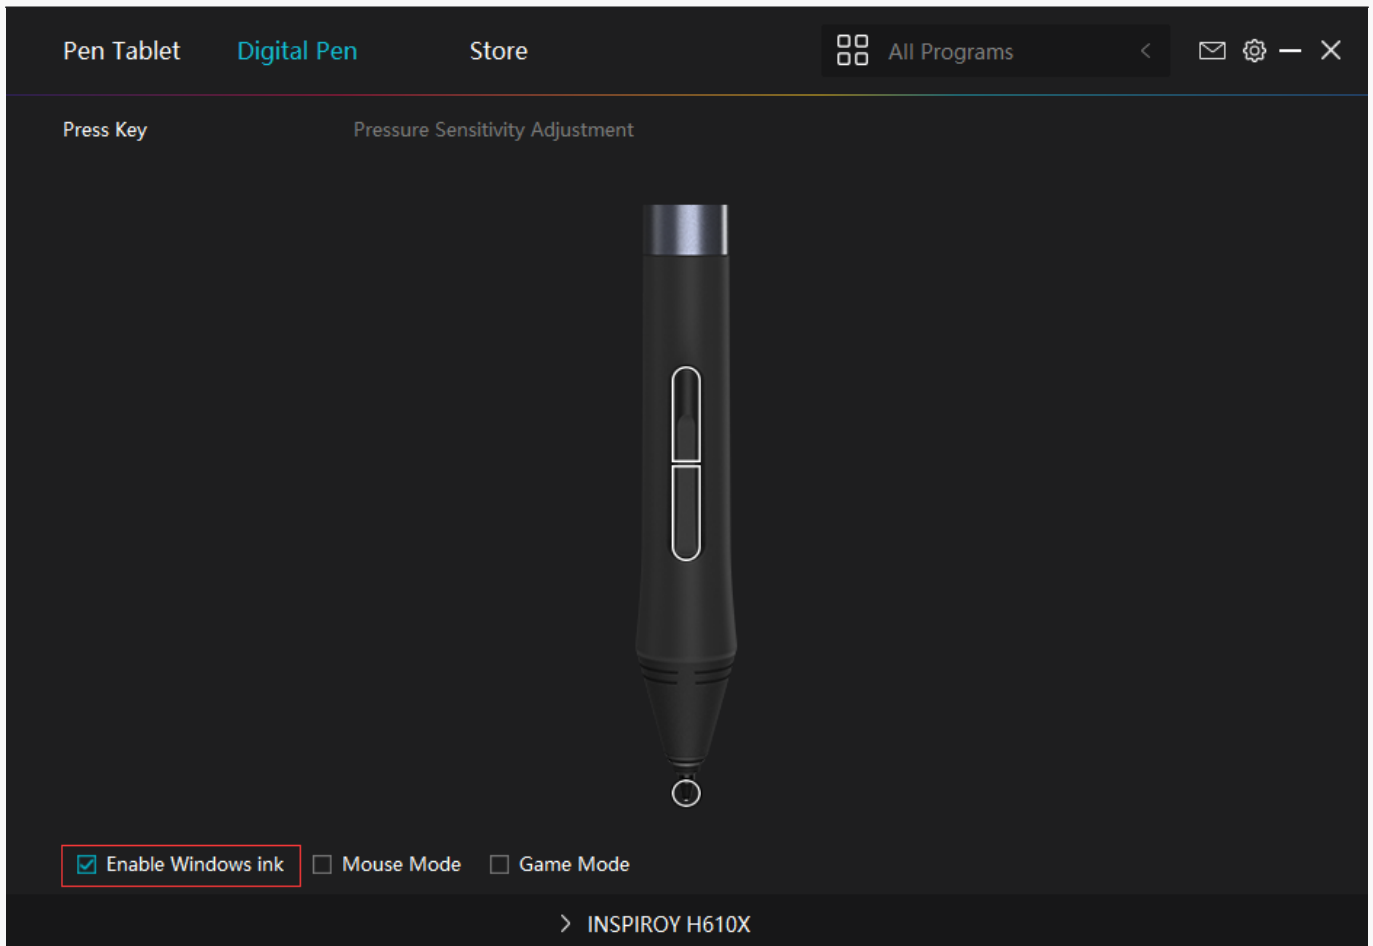 Pen Tablet Digital Pen Store All Programs
Press Key Pressure Sensitivity Adjustment
Enable Windows ink Mouse Mode Game Mode
INSPIROY H610X